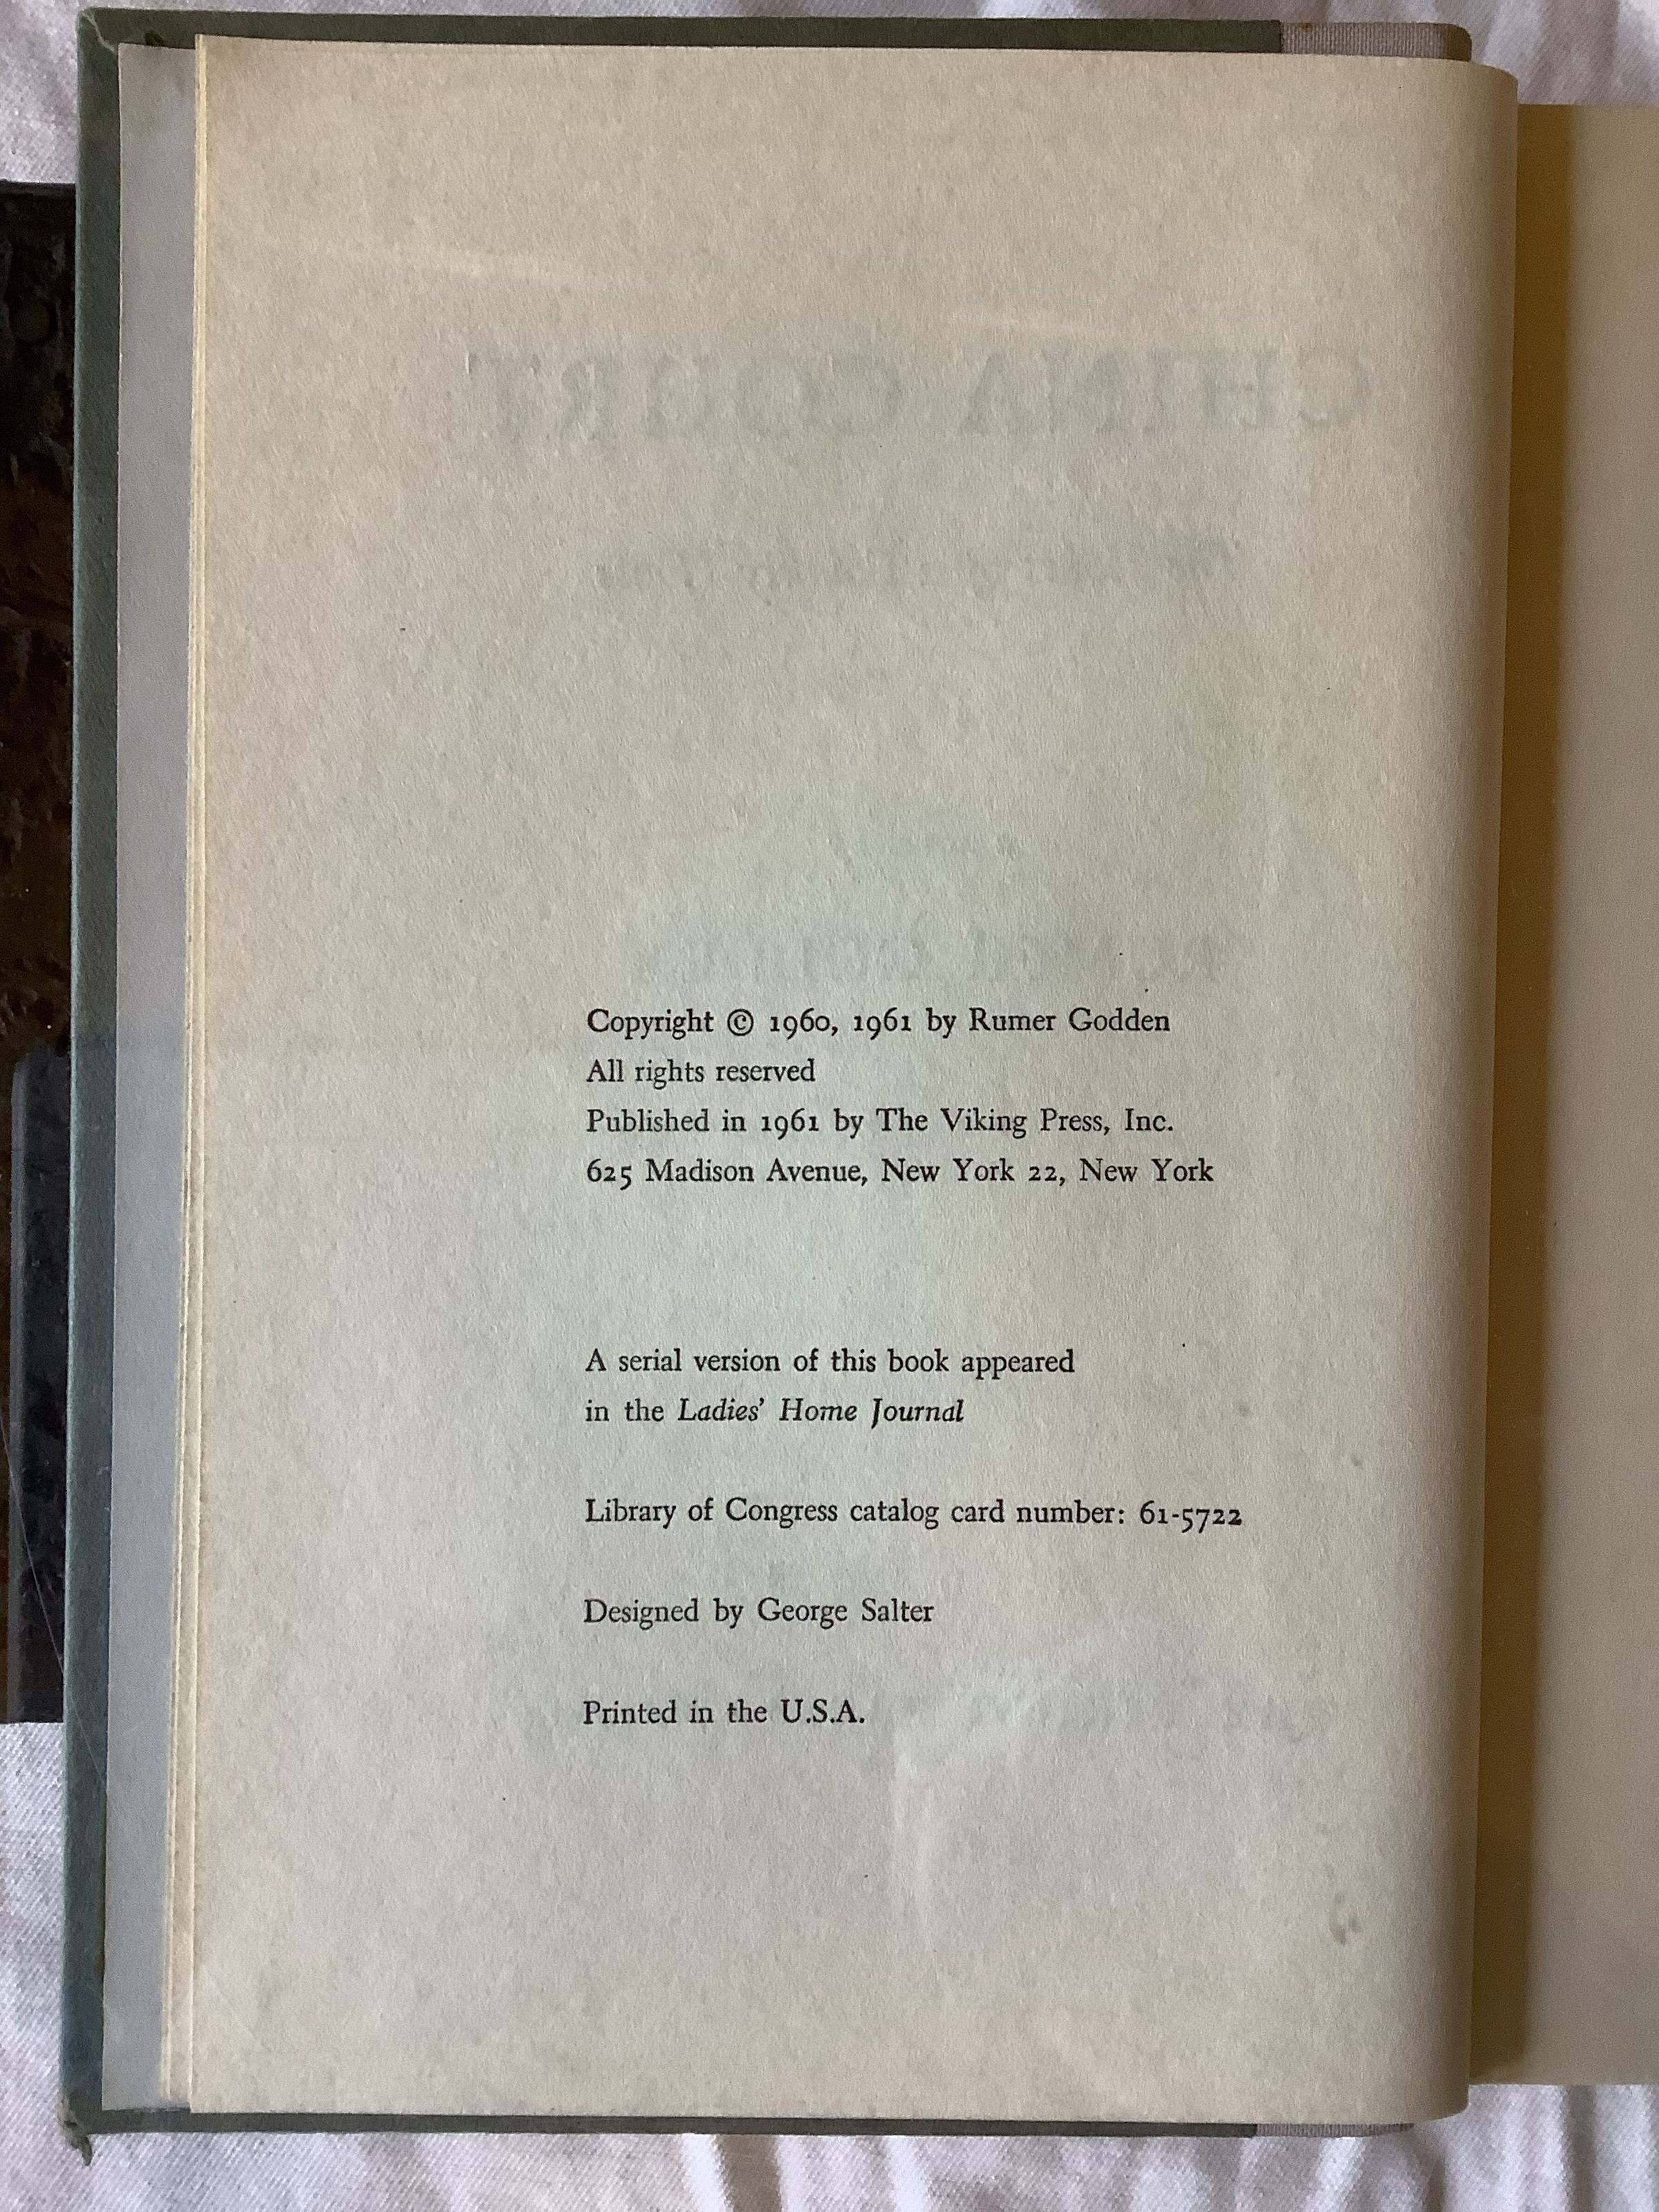 CHINA COURT
Copyright © 1960, 1961 by Rumer Godden
All rights reserved
Published in 1961 by The Viking Press, Inc.
625 Madison Avenue, New York 22, New York
A serial version of this book appeared
in the Ladies' Home Journal
Library of Congress catalog card number: 61-5722
Designed by George Salter
Printed in the U.S.A.